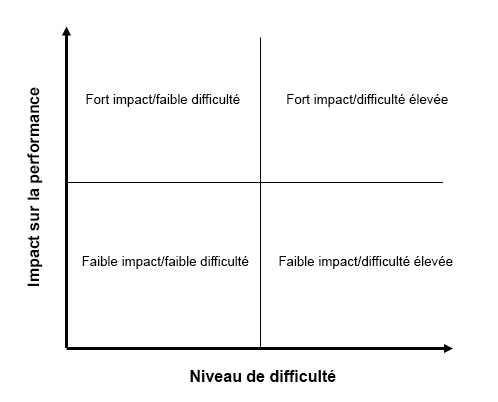 Impact sur la performance
Fort impact/faible difficulté
Fort impact/difficulté élevée
Faible impact/faible difficulté
Faible impact/difficulté élevée
Niveau de difficulté